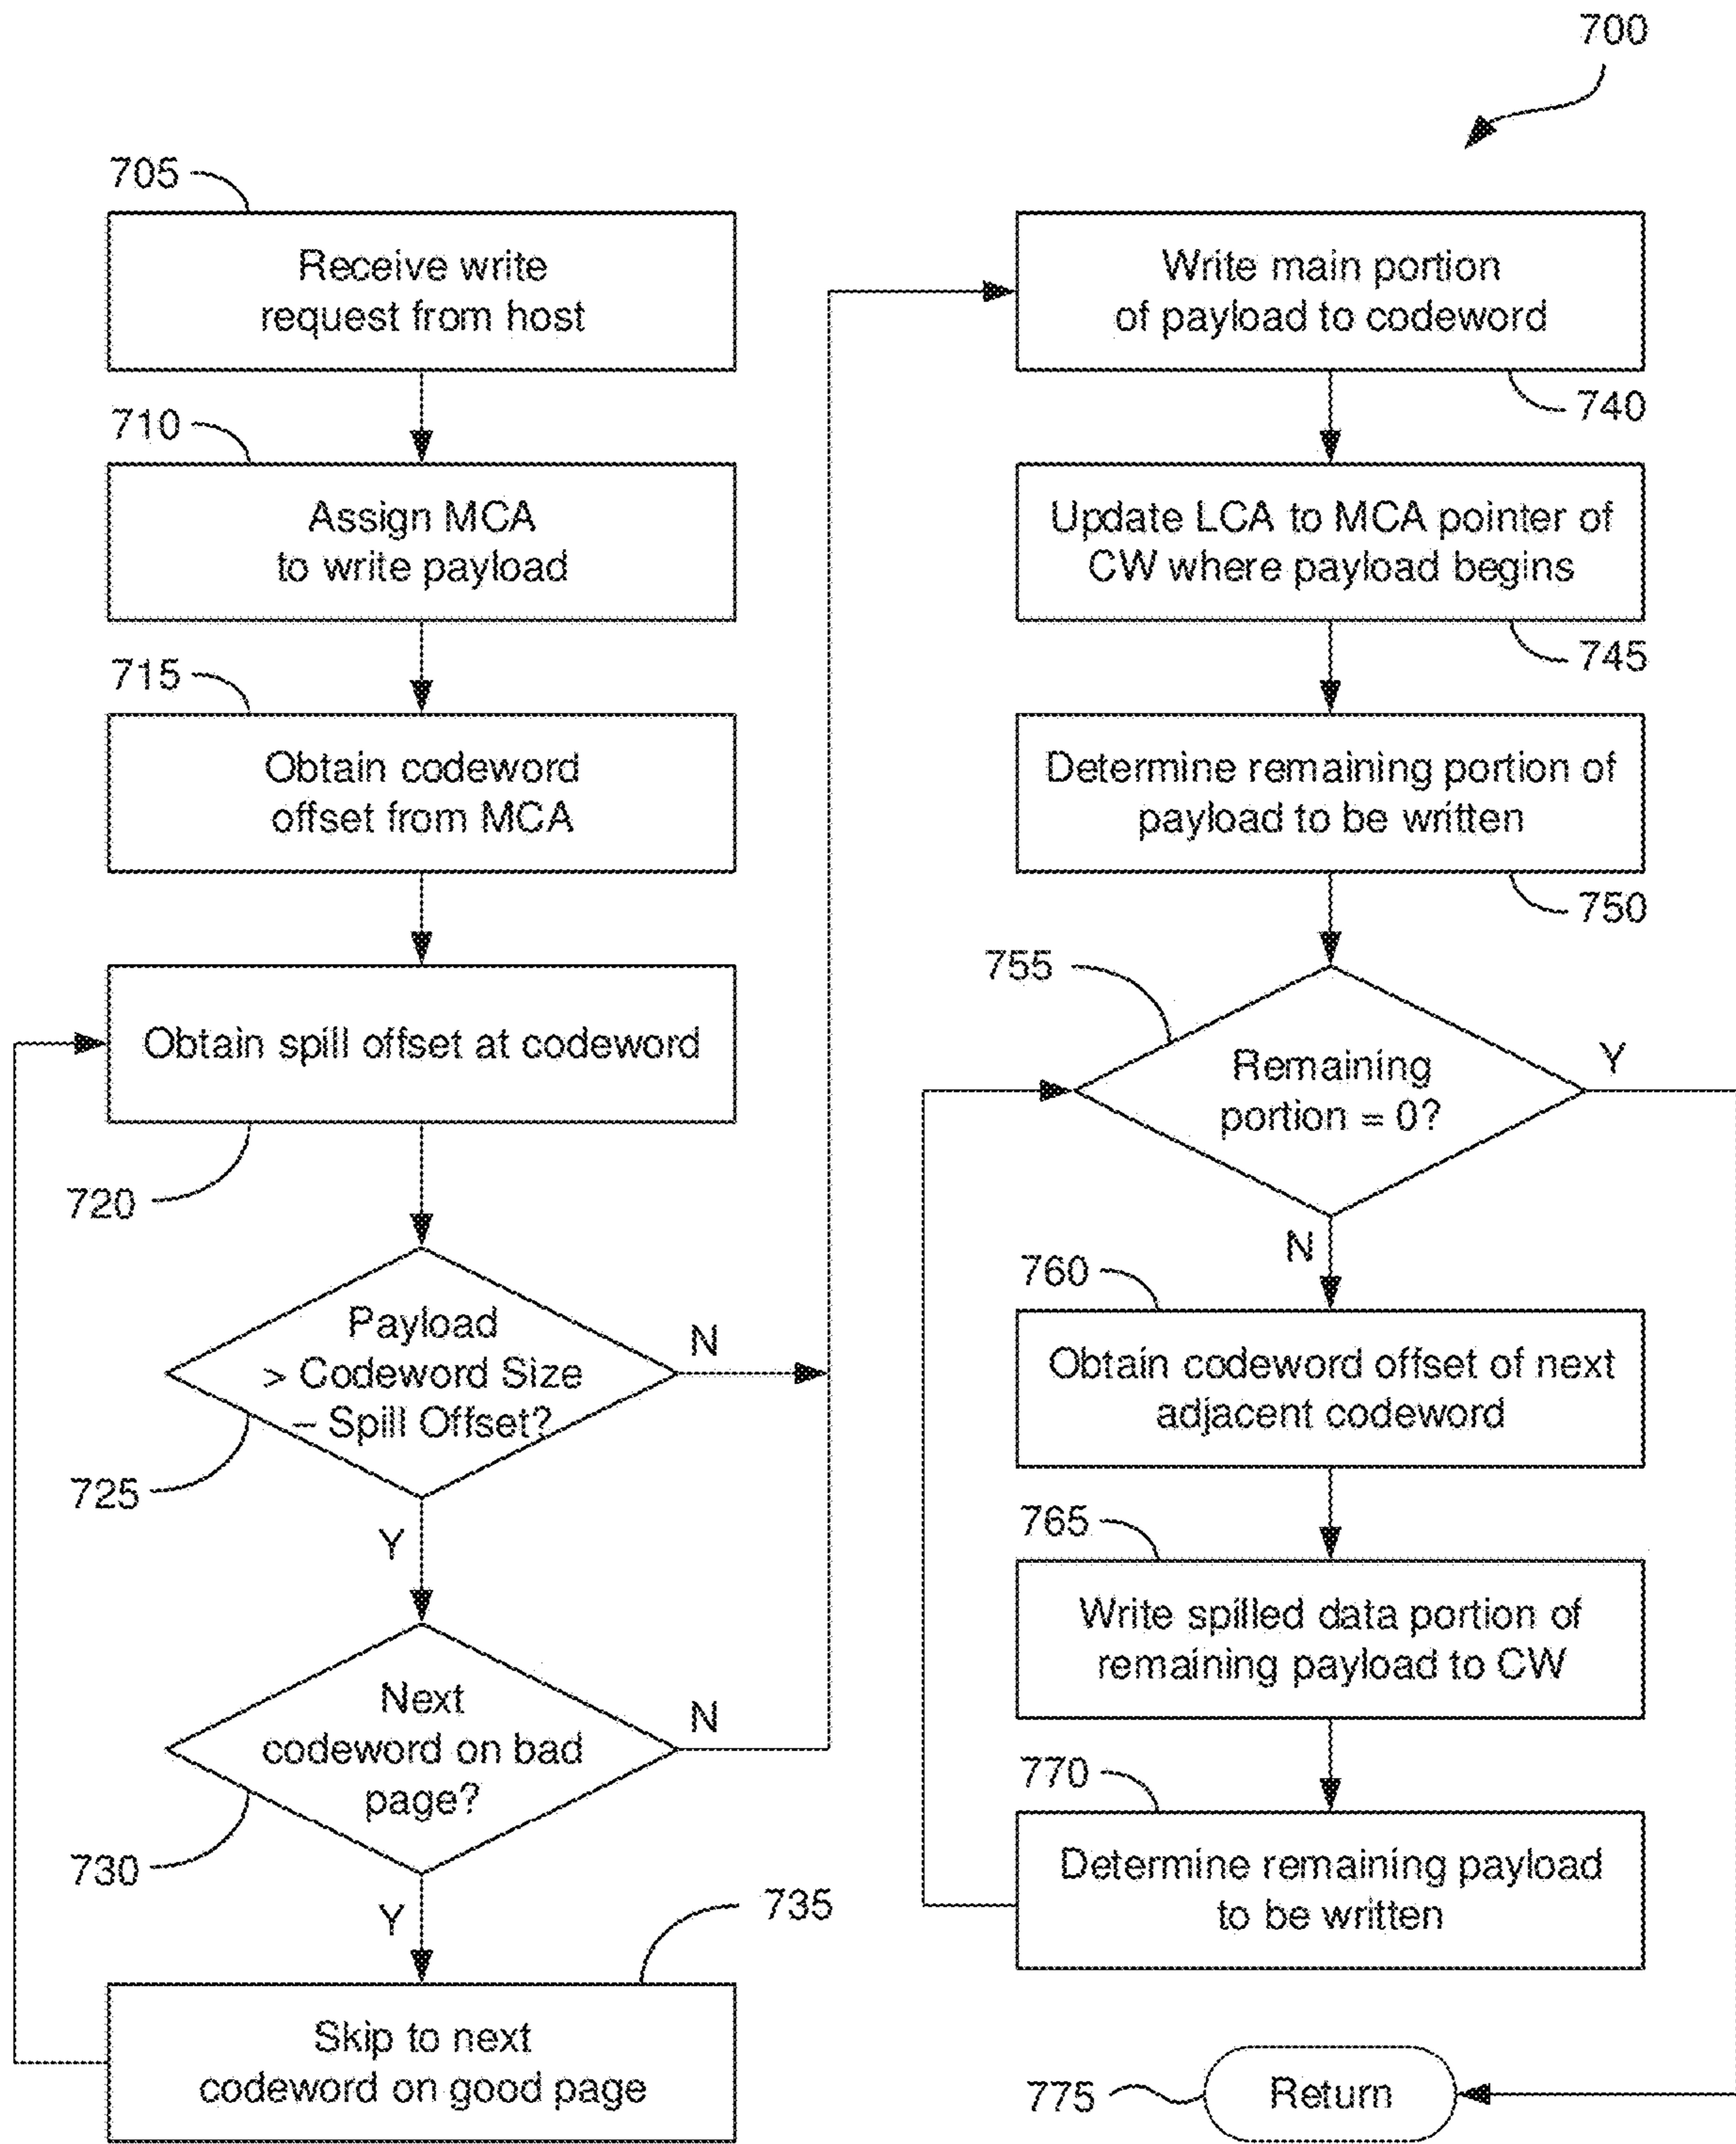 700
705
Receive write
request from host
710
Assign MCA
to write payload
715
Obtain codeword
offset from MCA
Obtain spill offset at codeword
720
Payload
> Codeword Size
– Spill Offset?
N
725
Y
Next
codeword on bad
page?
N
730
Y
735
Skip to next
codeword on good page
Write main portion
of payload to codeword
740
Update LCA to MCA pointer of
CW where payload begins
745
Determine remaining portion of
payload to be written
750
755
Remaining
portion = 0?
Y
N
760
Obtain codeword offset of next
adjacent codeword
765
Write spilled data portion of
remaining payload to CW
770
Determine remaining payload
to be written
775
Return